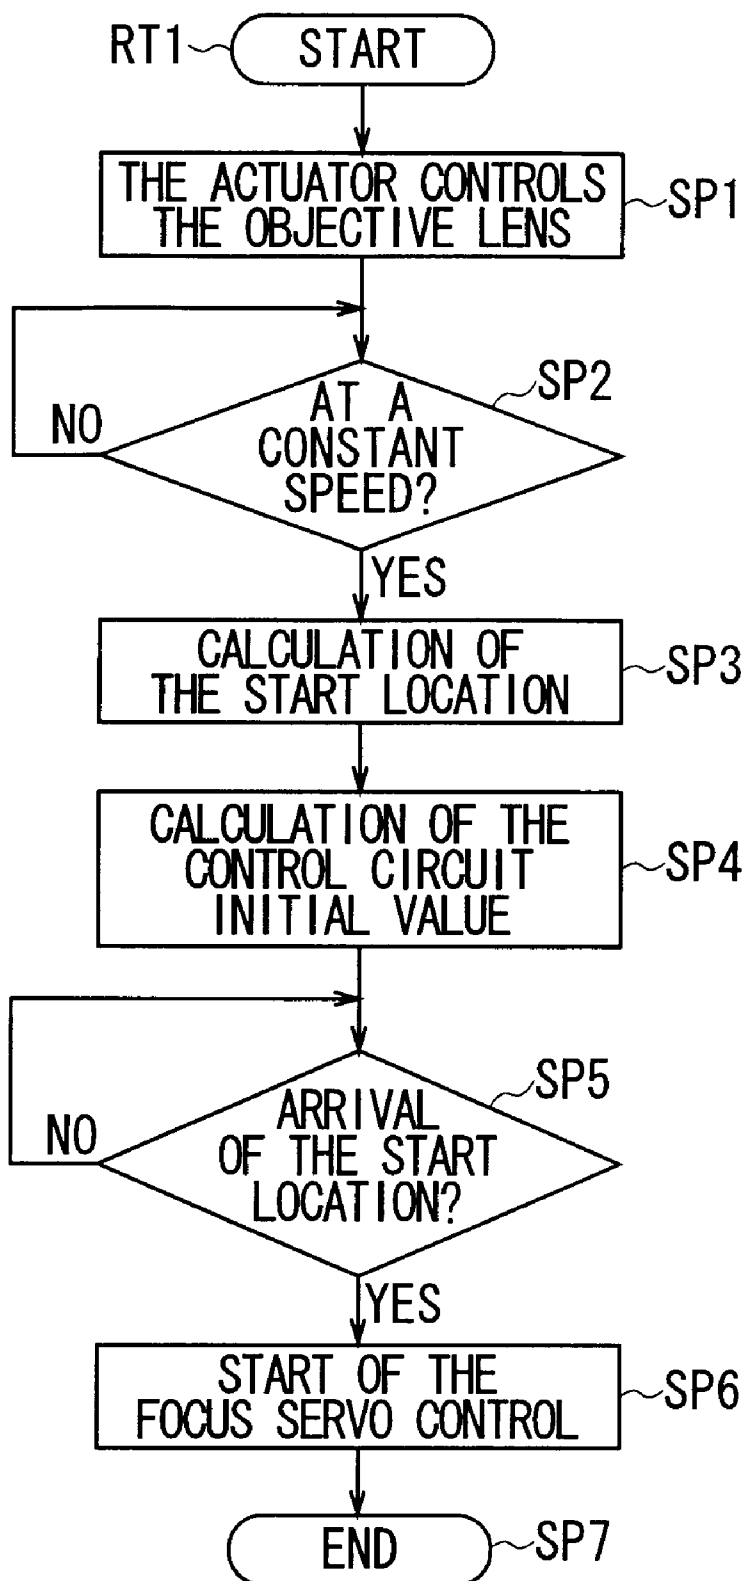 RT1
START
THE ACTUATOR CONTROLS
THE OBJECTIVE LENS
SP1
SP2
AT A
CONSTANT
SPEED?
NO
YES
CALCULATION OF
THE START LOCATION
SP3
CALCULATION OF THE
CONTROL CIRCUIT
INITIAL VALUE
SP4
SP5
ARRIVAL
OF THE START
LOCATION?
NO
YES
START OF THE
FOCUS SERVO CONTROL
SP6
END
SP7